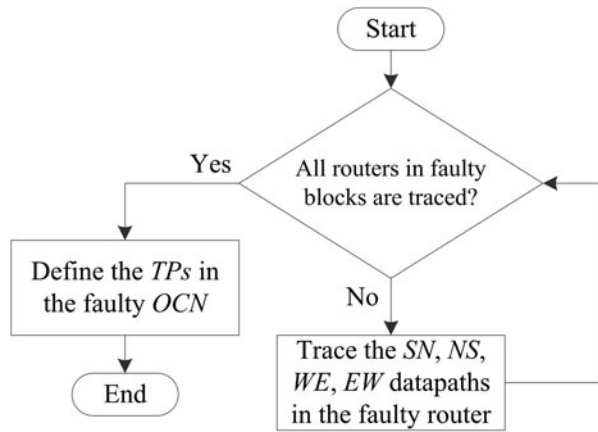 Start
All routers in faulty
blocks are traced?
Yes
Define the TPs in
the faulty OCN
End
No
Trace the SN, NS,
WE, EW datapaths
in the faulty router